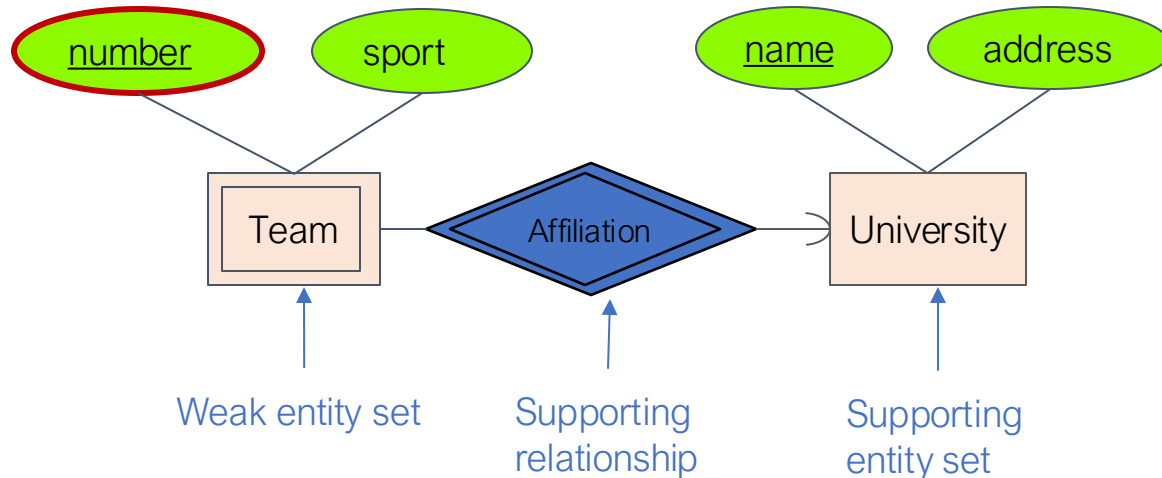 number
sport
name
address
Team
Affiliation
University
Weak entity set
Supporting
relationship
Supporting
entity set